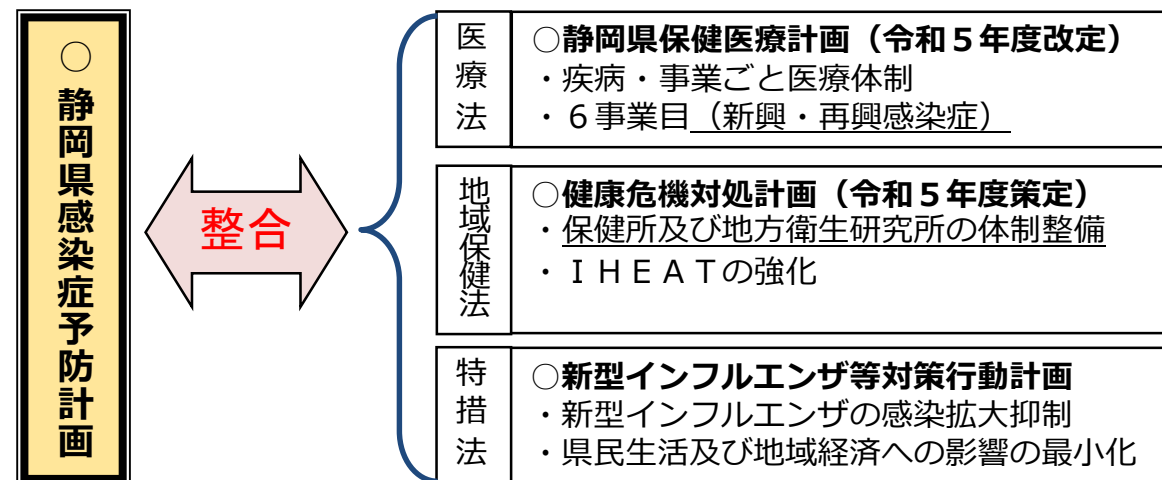 ○静岡県感染症予防計画
整合
医療法
○静岡県保健医療計画（令和５年度改定）
・疾病・事業ごと医療体制
・６事業目（新興・再興感染症）
地域保健法
○健康危機対処計画（令和５年度策定）
・保健所及び地方衛生研究所の体制整備
・ＩＨＥＡＴの強化
特措法
○新型インフルエンザ等対策行動計画
・新型インフルエンザの感染拡大抑制
・県民生活及び地域経済への影響の最小化